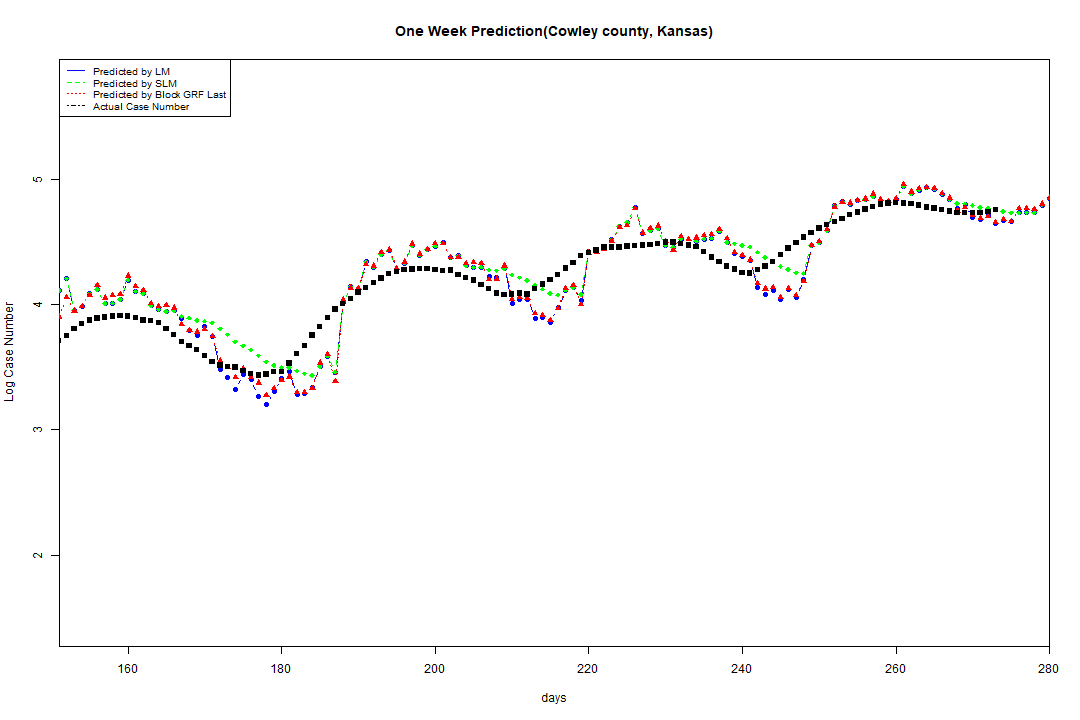 One Week Prediction(Cowley county, Kansas)
Predicted by LM
Predicted by SLM
Predicted by Block GRF Last
Actual Case Number
5
4
3
2
Log Case Number
160 180 200 220 240 260 280
days